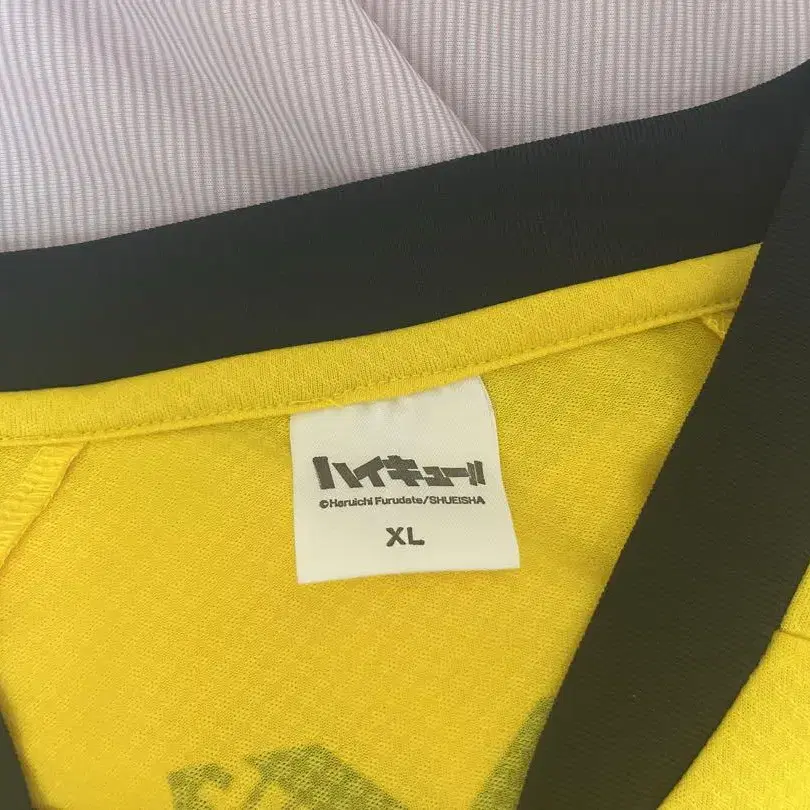 ハイキュー!!
©Haruichi Furudate/SHUEISHA
XL